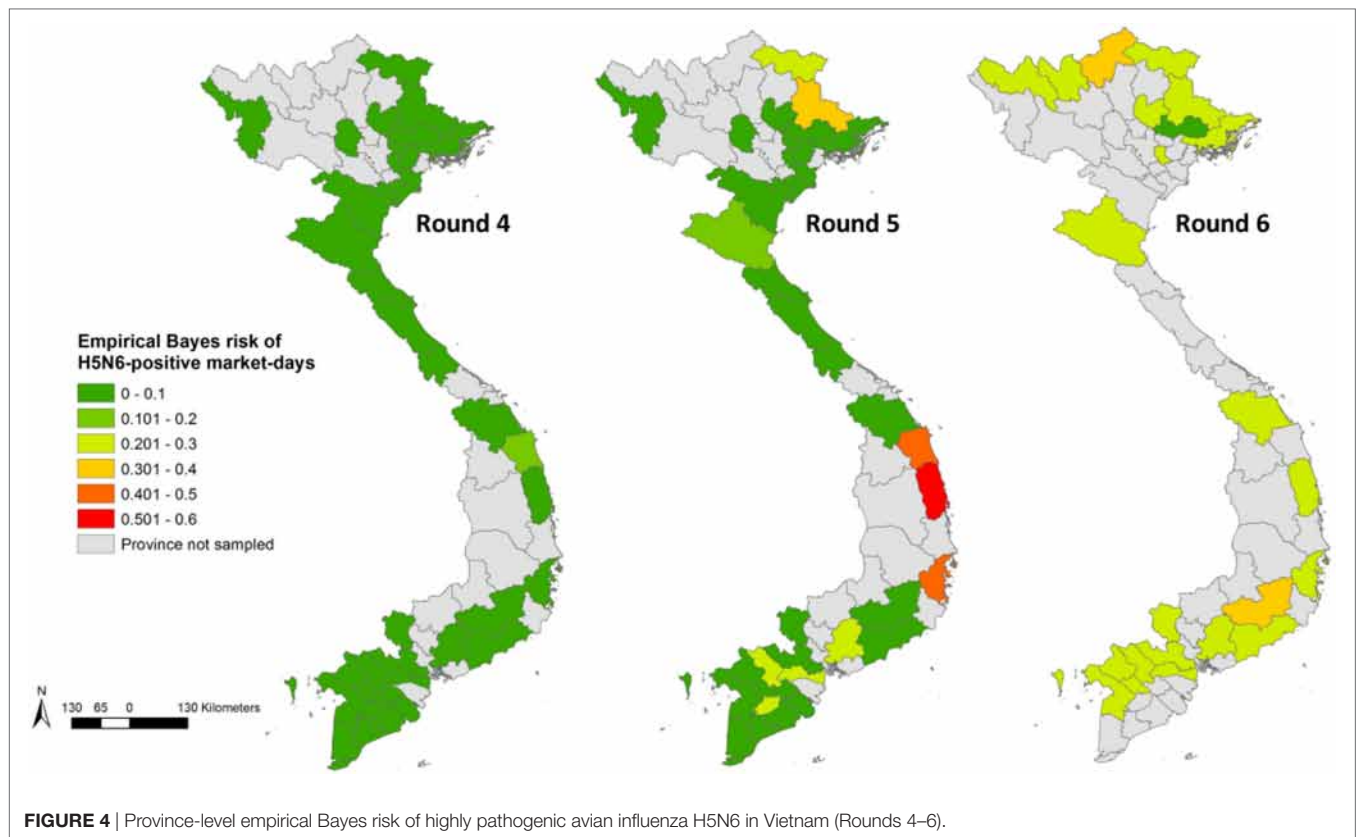 Round 4
Round 5
Round 6
Empirical Bayes risk of
H5N6-positive market-days
0 - 0.1
0.101 - 0.2
0.201 - 0.3
0.301 - 0.4
0.401 - 0.5
0.501 - 0.6
Province not sampled
N
130 65 0 130 Kilometers
FIGURE 4 | Province-level empirical Bayes risk of highly pathogenic avian influenza H5N6 in Vietnam (Rounds 4–6).